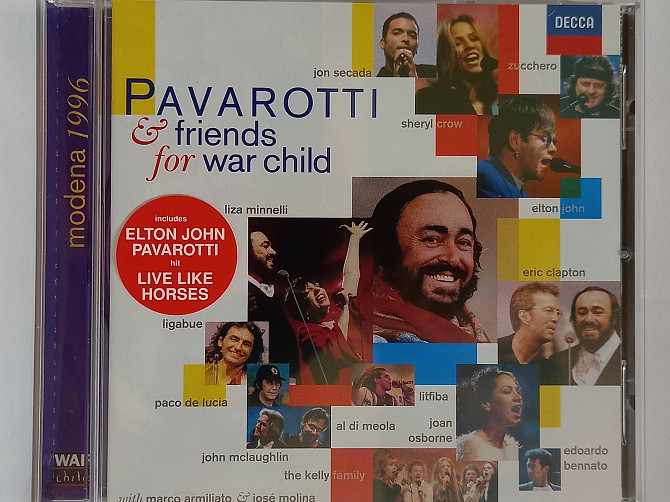 modena 1996
WAR
child
DECCA
jon secada
zucchero
PAVAROTTI
& friends
for war child
sheryl crow
elton john
liza minnelli
includes
ELTON JOHN
PAVAROTTI
hit
LIVE LIKE
HORSES
eric clapton
ligabue
paco de lucia
litfiba
al di meola
joan
osborne
john mclaughlin
edoardo
bennato
the kelly family
with marco armiliato & josé molina